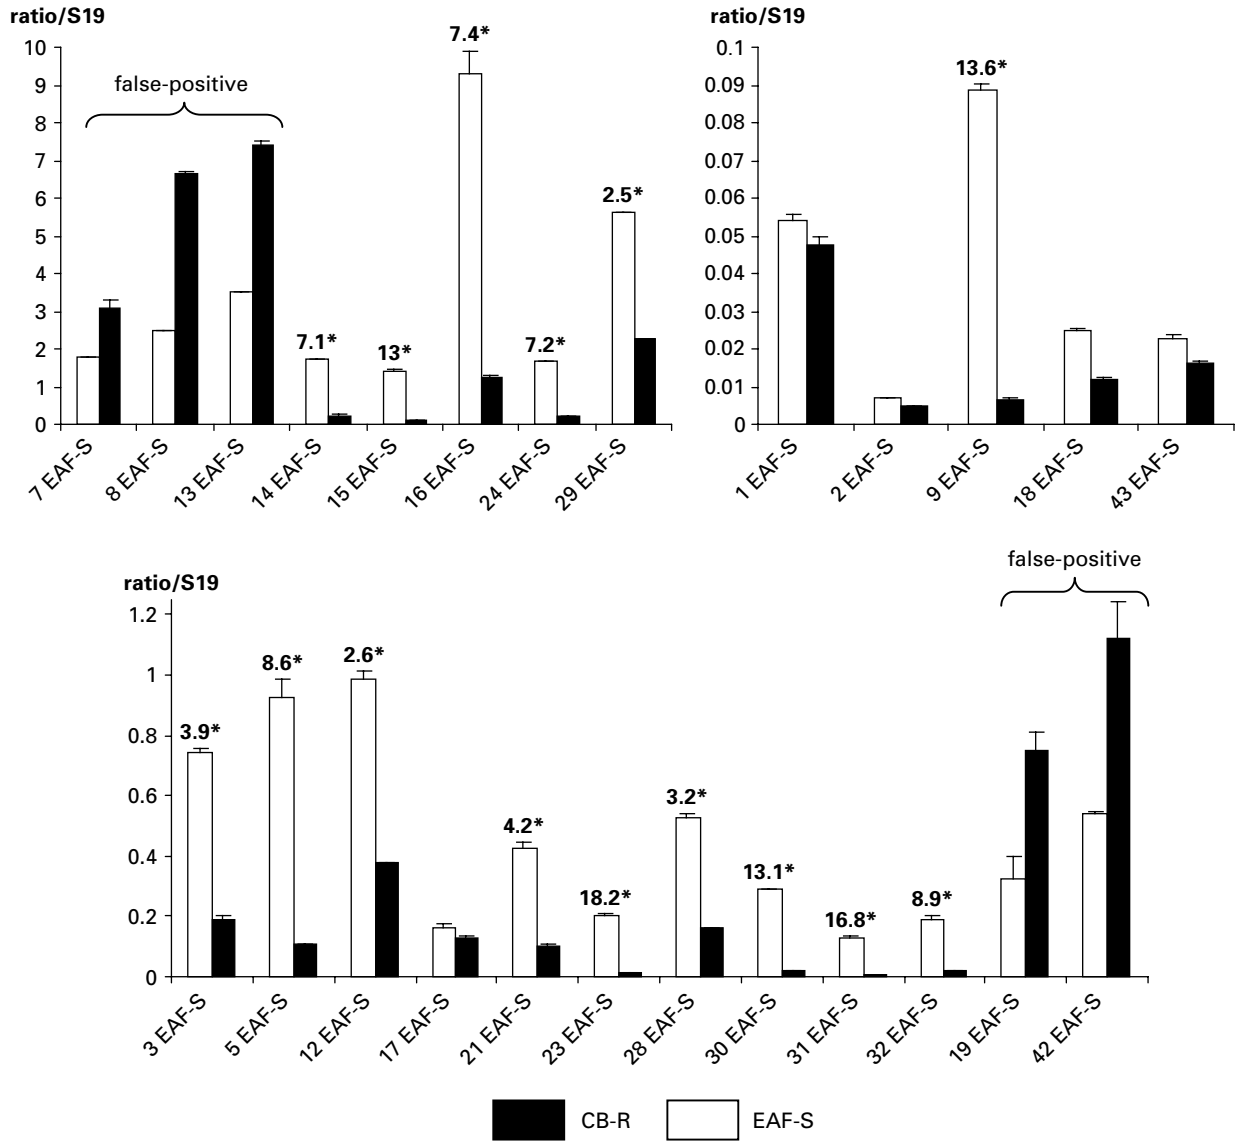 ratio/S19
10
9
8
7
6
5
4
3
2
1
0
false-positive
7.1*
13*
7.4*
7.2*
2.5*
7 EAF-S
8 EAF-S
13 EAF-S
14 EAF-S
15 EAF-S
16 EAF-S
24 EAF-S
29 EAF-S
ratio/S19
0.1
0.09
0.08
0.07
0.06
0.05
0.04
0.03
0.02
0.01
0
13.6*
1 EAF-S
2 EAF-S
9 EAF-S
18 EAF-S
43 EAF-S
ratio/S19
1.2
1
0.8
0.6
0.4
0.2
0
3.9*
8.6*
2.6*
4.2*
18.2*
3.2*
13.1*
16.8*
8.9*
false-positive
3 EAF-S
5 EAF-S
12 EAF-S
17 EAF-S
21 EAF-S
23 EAF-S
28 EAF-S
30 EAF-S
31 EAF-S
32 EAF-S
19 EAF-S
42 EAF-S
CB-R
EAF-S